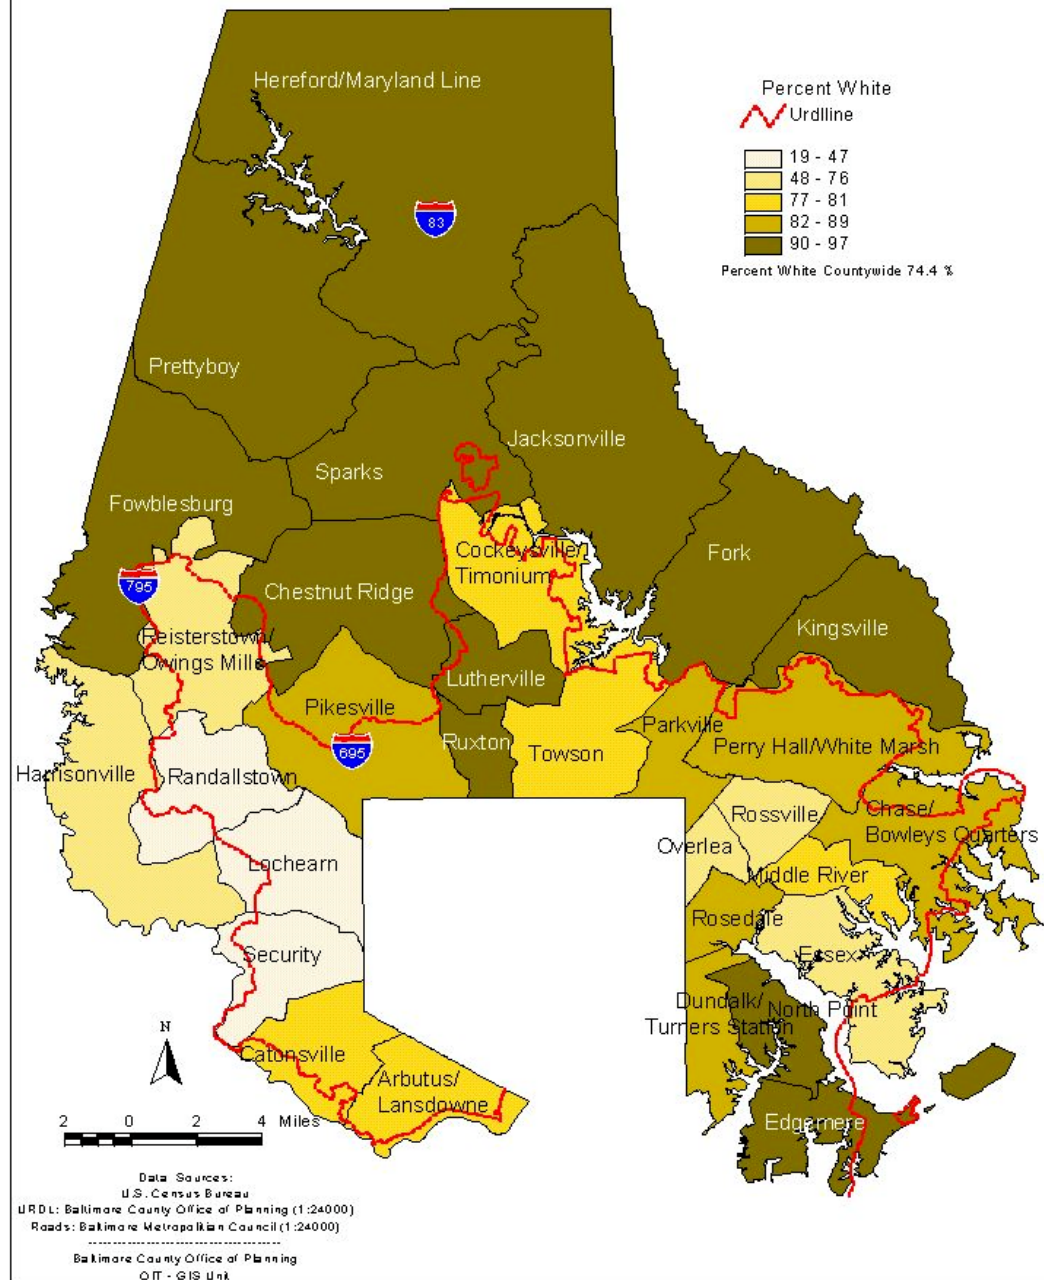 Hereford/Maryland Line
Percent White
Urdlline
19 - 47
48 - 76
77 - 81
82 - 89
90 - 97
Percent White Countywide 74.4 %
83
Prettyboy
Jacksonville
Sparks
Fowblesburg
Cockeysville/
Timonium
Fork
795
Chestnut Ridge
Kingsville
Reisterstown/
Owings Mills
Lutherville
Pikesville
Parkville
695
Ruxton
Towson
Perry Hall/White Marsh
Harrisonville
Randallstown
Rossville
Chase/
Bowleys Quarters
Overlea
Lochearn
Middle River
Rosedale
Security
Essex
Dundalk/
Turners Station
North Point
N
Catonsville
Arbutus/
Lansdowne
Edgemere
2 0 2 4 Miles
Data Sources:
U.S. Census Bureau
URDL: Baltimore County Office of Planning (1:24000)
Roads: Baltimore Metropolitan Council (1:24000)
Baltimore County Office of Planning
OIT - GIS Unit